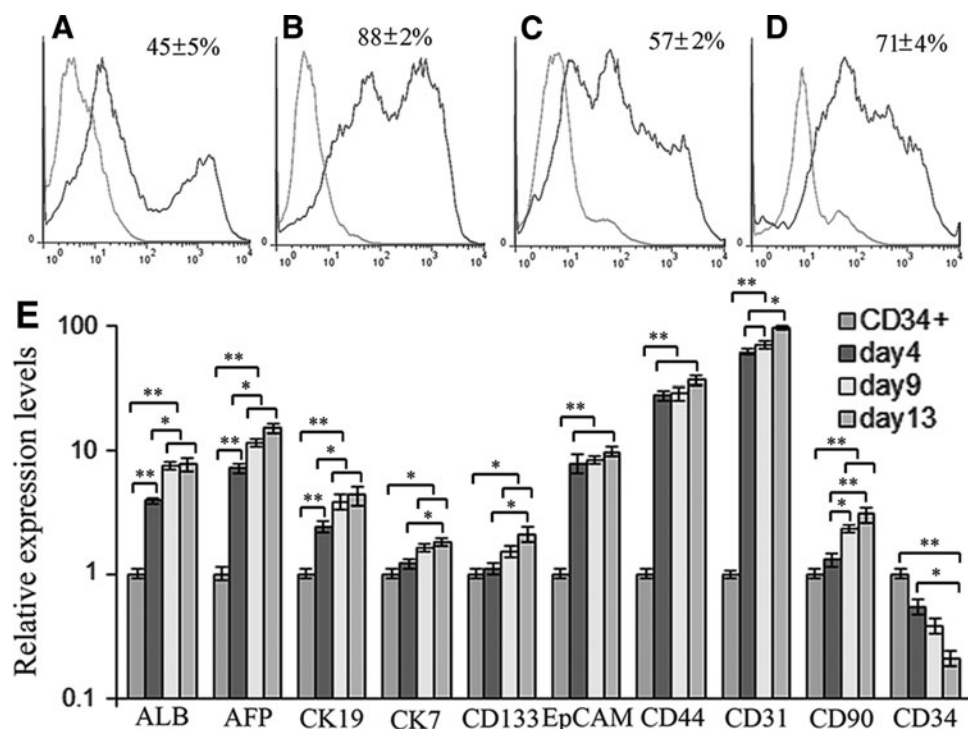 A
45±5%
B
88±2%
C
57±2%
D
71±4%
0
10⁰ 10¹ 10² 10³ 10⁴
0
10⁰ 10¹ 10² 10³ 10⁴
0
10⁰ 10¹ 10² 10³ 10⁴
0
10⁰ 10¹ 10² 10³ 10⁴
E
Relative expression levels
100
10
1
0.1
** ** * **
** ** * **
* ** * **
* ** * *
** * * *
** * ** *
** * *
CD34+
day4
day9
day13
ALB AFP CK19 CK7 CD133 EpCAM CD44 CD31 CD90 CD34